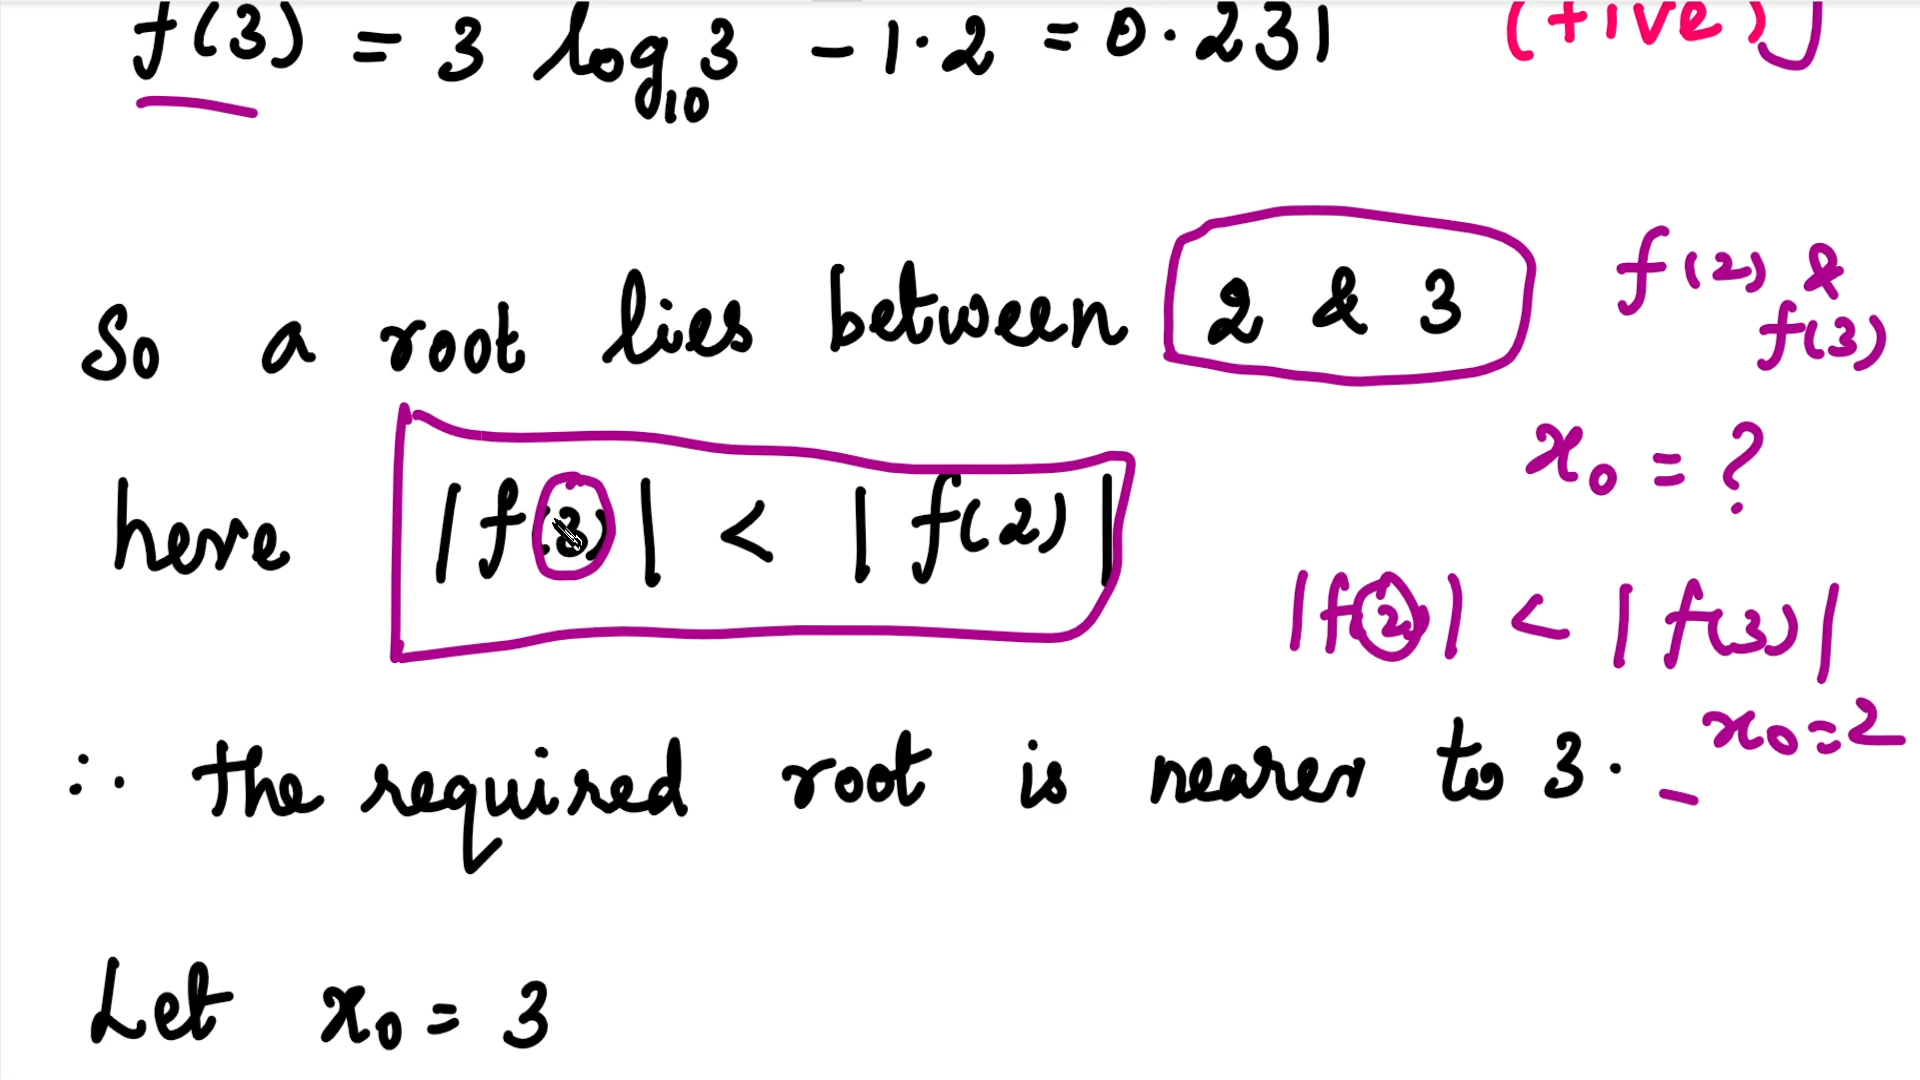 f(3) = 3 log₁₀3 - 1.2 = 0.231 (+ive)
So a root lies between 2 & 3
f(2) &
f(3)
x₀ = ?
here |f(3)| < |f(2)|
|f(2)| < |f(3)|
x₀=2
∴ the required root is nearer to 3.
Let x₀ = 3